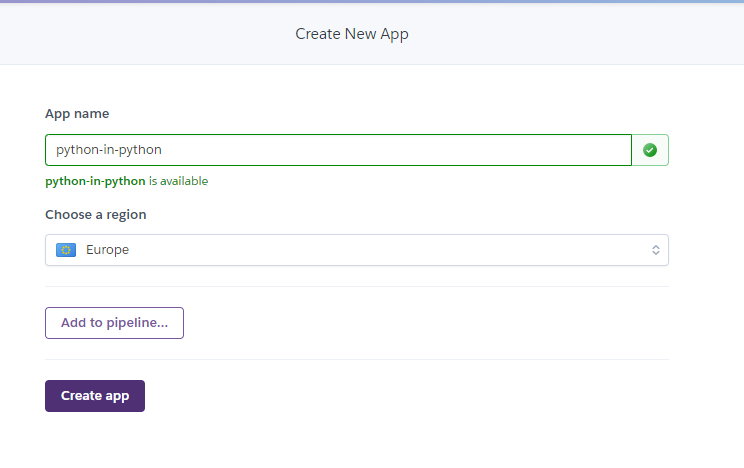 Create New App
App name
python-in-python
python-in-python is available
Choose a region
Europe
Add to pipeline...
Create app